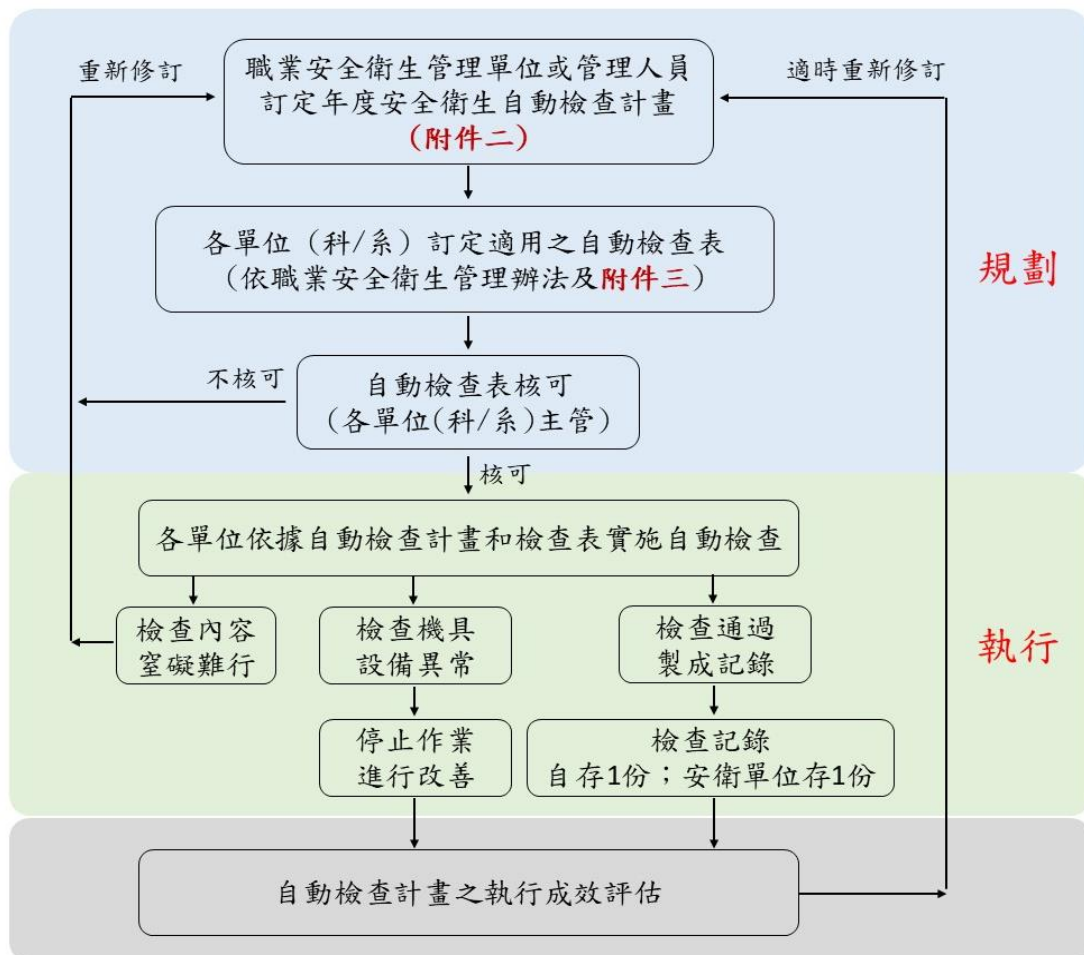 重新修訂
職業安全衛生管理單位或管理人員
訂定年度安全衛生自動檢查計畫
(附件二)
適時重新修訂
各單位（科/系）訂定適用之自動檢查表
(依職業安全衛生管理辦法及附件三)
規劃
不核可
自動檢查表核可
(各單位(科/系)主管)
核可
各單位依據自動檢查計畫和檢查表實施自動檢查
檢查內容
窒礙難行
檢查機具
設備異常
檢查通過
製成記錄
執行
停止作業
進行改善
檢查記錄
自存1份；安衛單位存1份
自動檢查計畫之執行成效評估